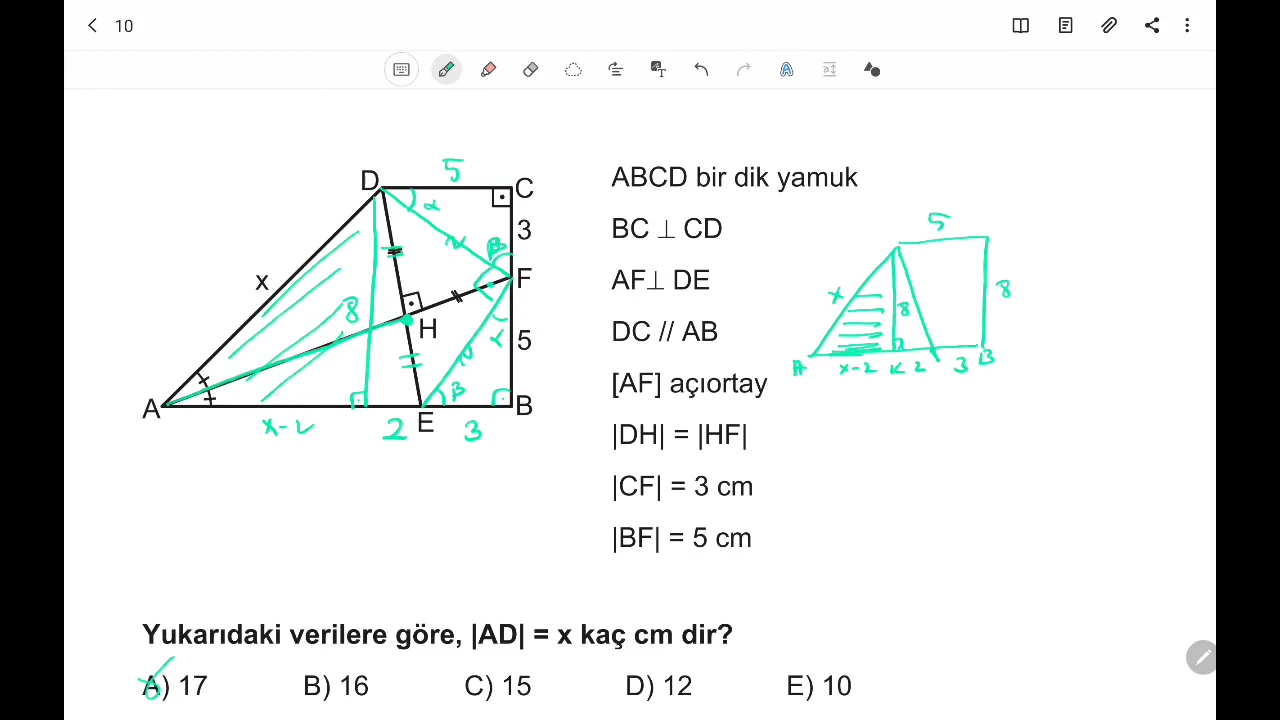 10
5
D
C
α
3
β
F
x
8
H
α
5
β
A
E
B
x-2
2
3
ABCD bir dik yamuk
BC ⊥ CD
AF⊥ DE
DC // AB
[AF] açıortay
|DH| = |HF|
|CF| = 3 cm
|BF| = 5 cm
5
x
8
8
A
x-2
K
2
3
B
Yukarıdaki verilere göre, |AD| = x kaç cm dir?
A) 17 B) 16 C) 15 D) 12 E) 10